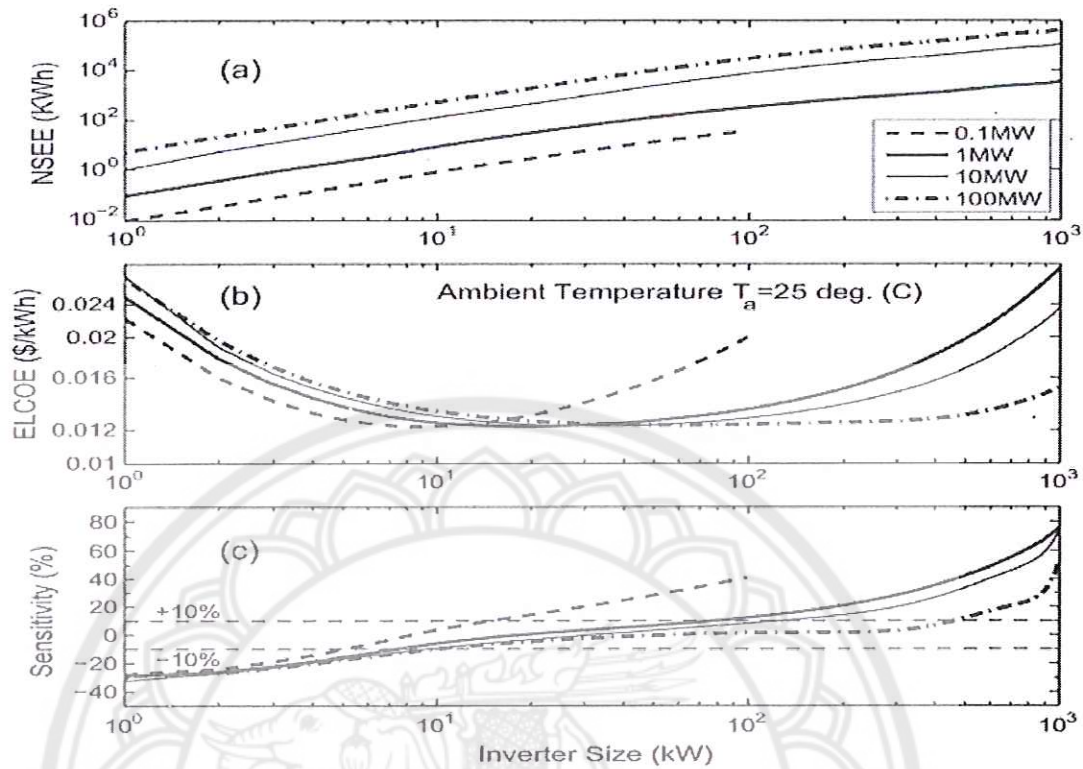 10^6
10^4
10^2
10^0
10^-2
NSEE (KWh)
(a)
0.1MW
1MW
10MW
100MW
10^0
10^1
10^2
10^3
0.024
0.02
0.016
0.012
0.01
ELCOE ($/kWh)
(b)
Ambient Temperature T_a=25 deg. (C)
10^0
10^1
10^2
10^3
80
60
40
20
0
−20
−40
Sensitivity (%)
(c)
+10%
−10%
10^0
10^1
10^2
10^3
Inverter Size (kW)